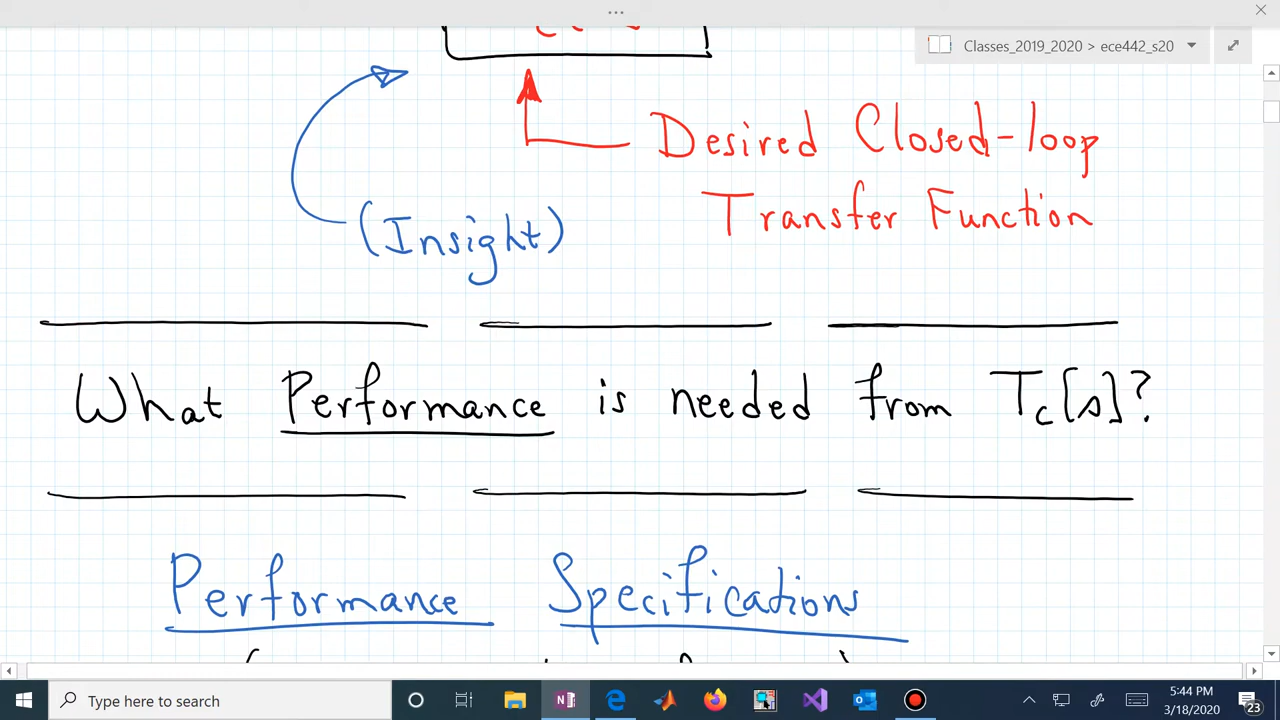 Classes_2019_2020 > ece442_s20
Desired Closed-loop
Transfer Function
(Insight)
What Performance is needed from Tc[s]?
Performance Specifications
Type here to search
5:44 PM
3/18/2020
23